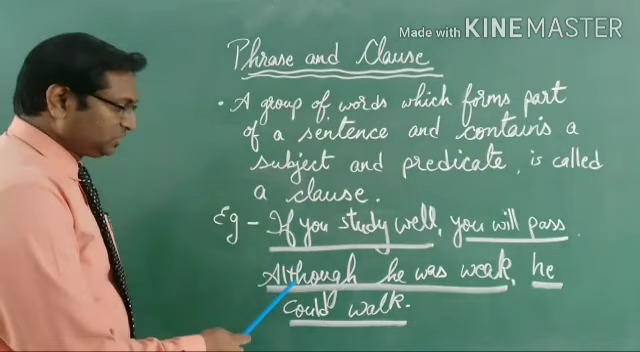 Made with KINEMASTER
Phrase and Clause
• A group of words which forms part
of a sentence and contains a
subject and predicate, is called
a clause.
Eg - If you study well, you will pass.
Although he was weak, he
could walk.